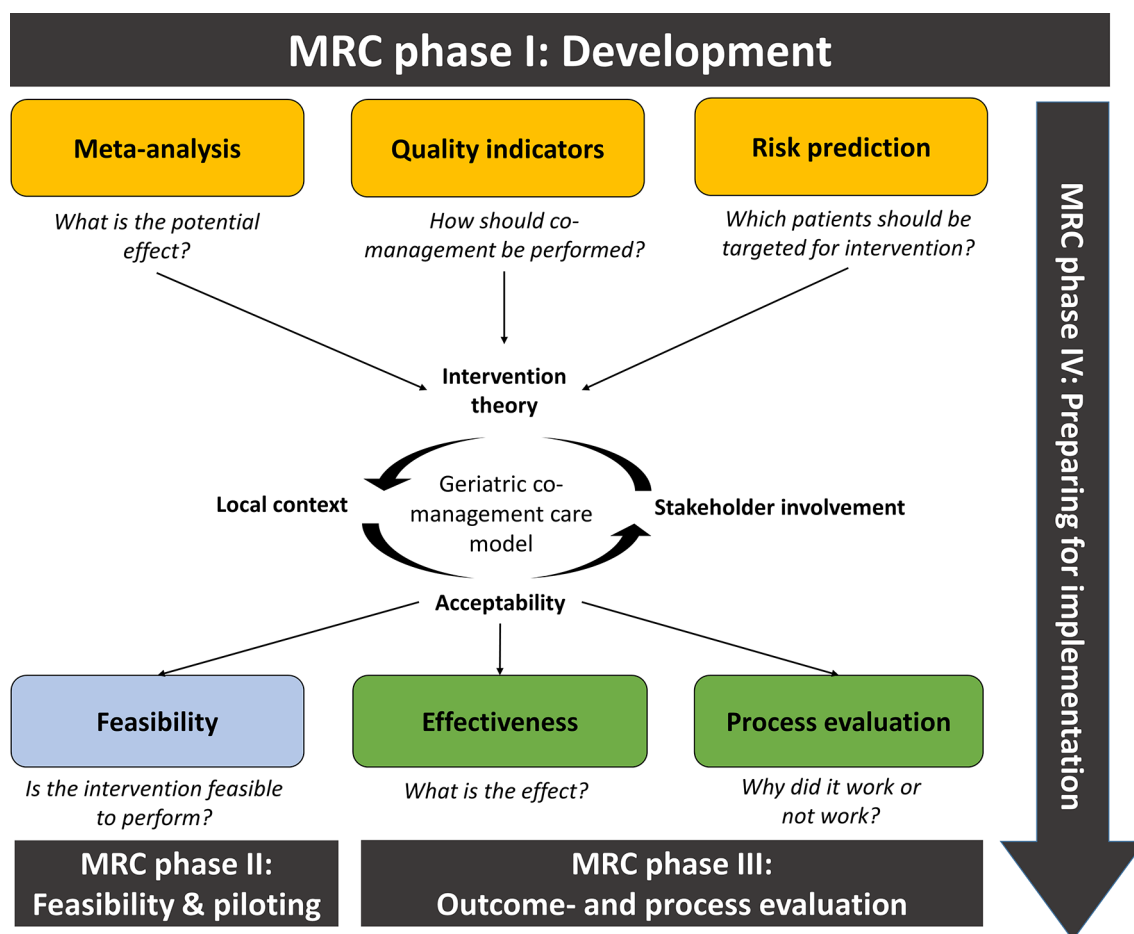 MRC phase I: Development
Meta-analysis
Quality indicators
Risk prediction
What is the potential
effect?
How should co-
management be performed?
Which patients should be
targeted for intervention?
Intervention
theory
Local context
Geriatric co-
management care
model
Stakeholder involvement
Acceptability
Feasibility
Effectiveness
Process evaluation
Is the intervention feasible
to perform?
What is the effect?
Why did it work or
not work?
MRC phase II:
Feasibility & piloting
MRC phase III:
Outcome- and process evaluation
MRC phase IV: Preparing for implementation